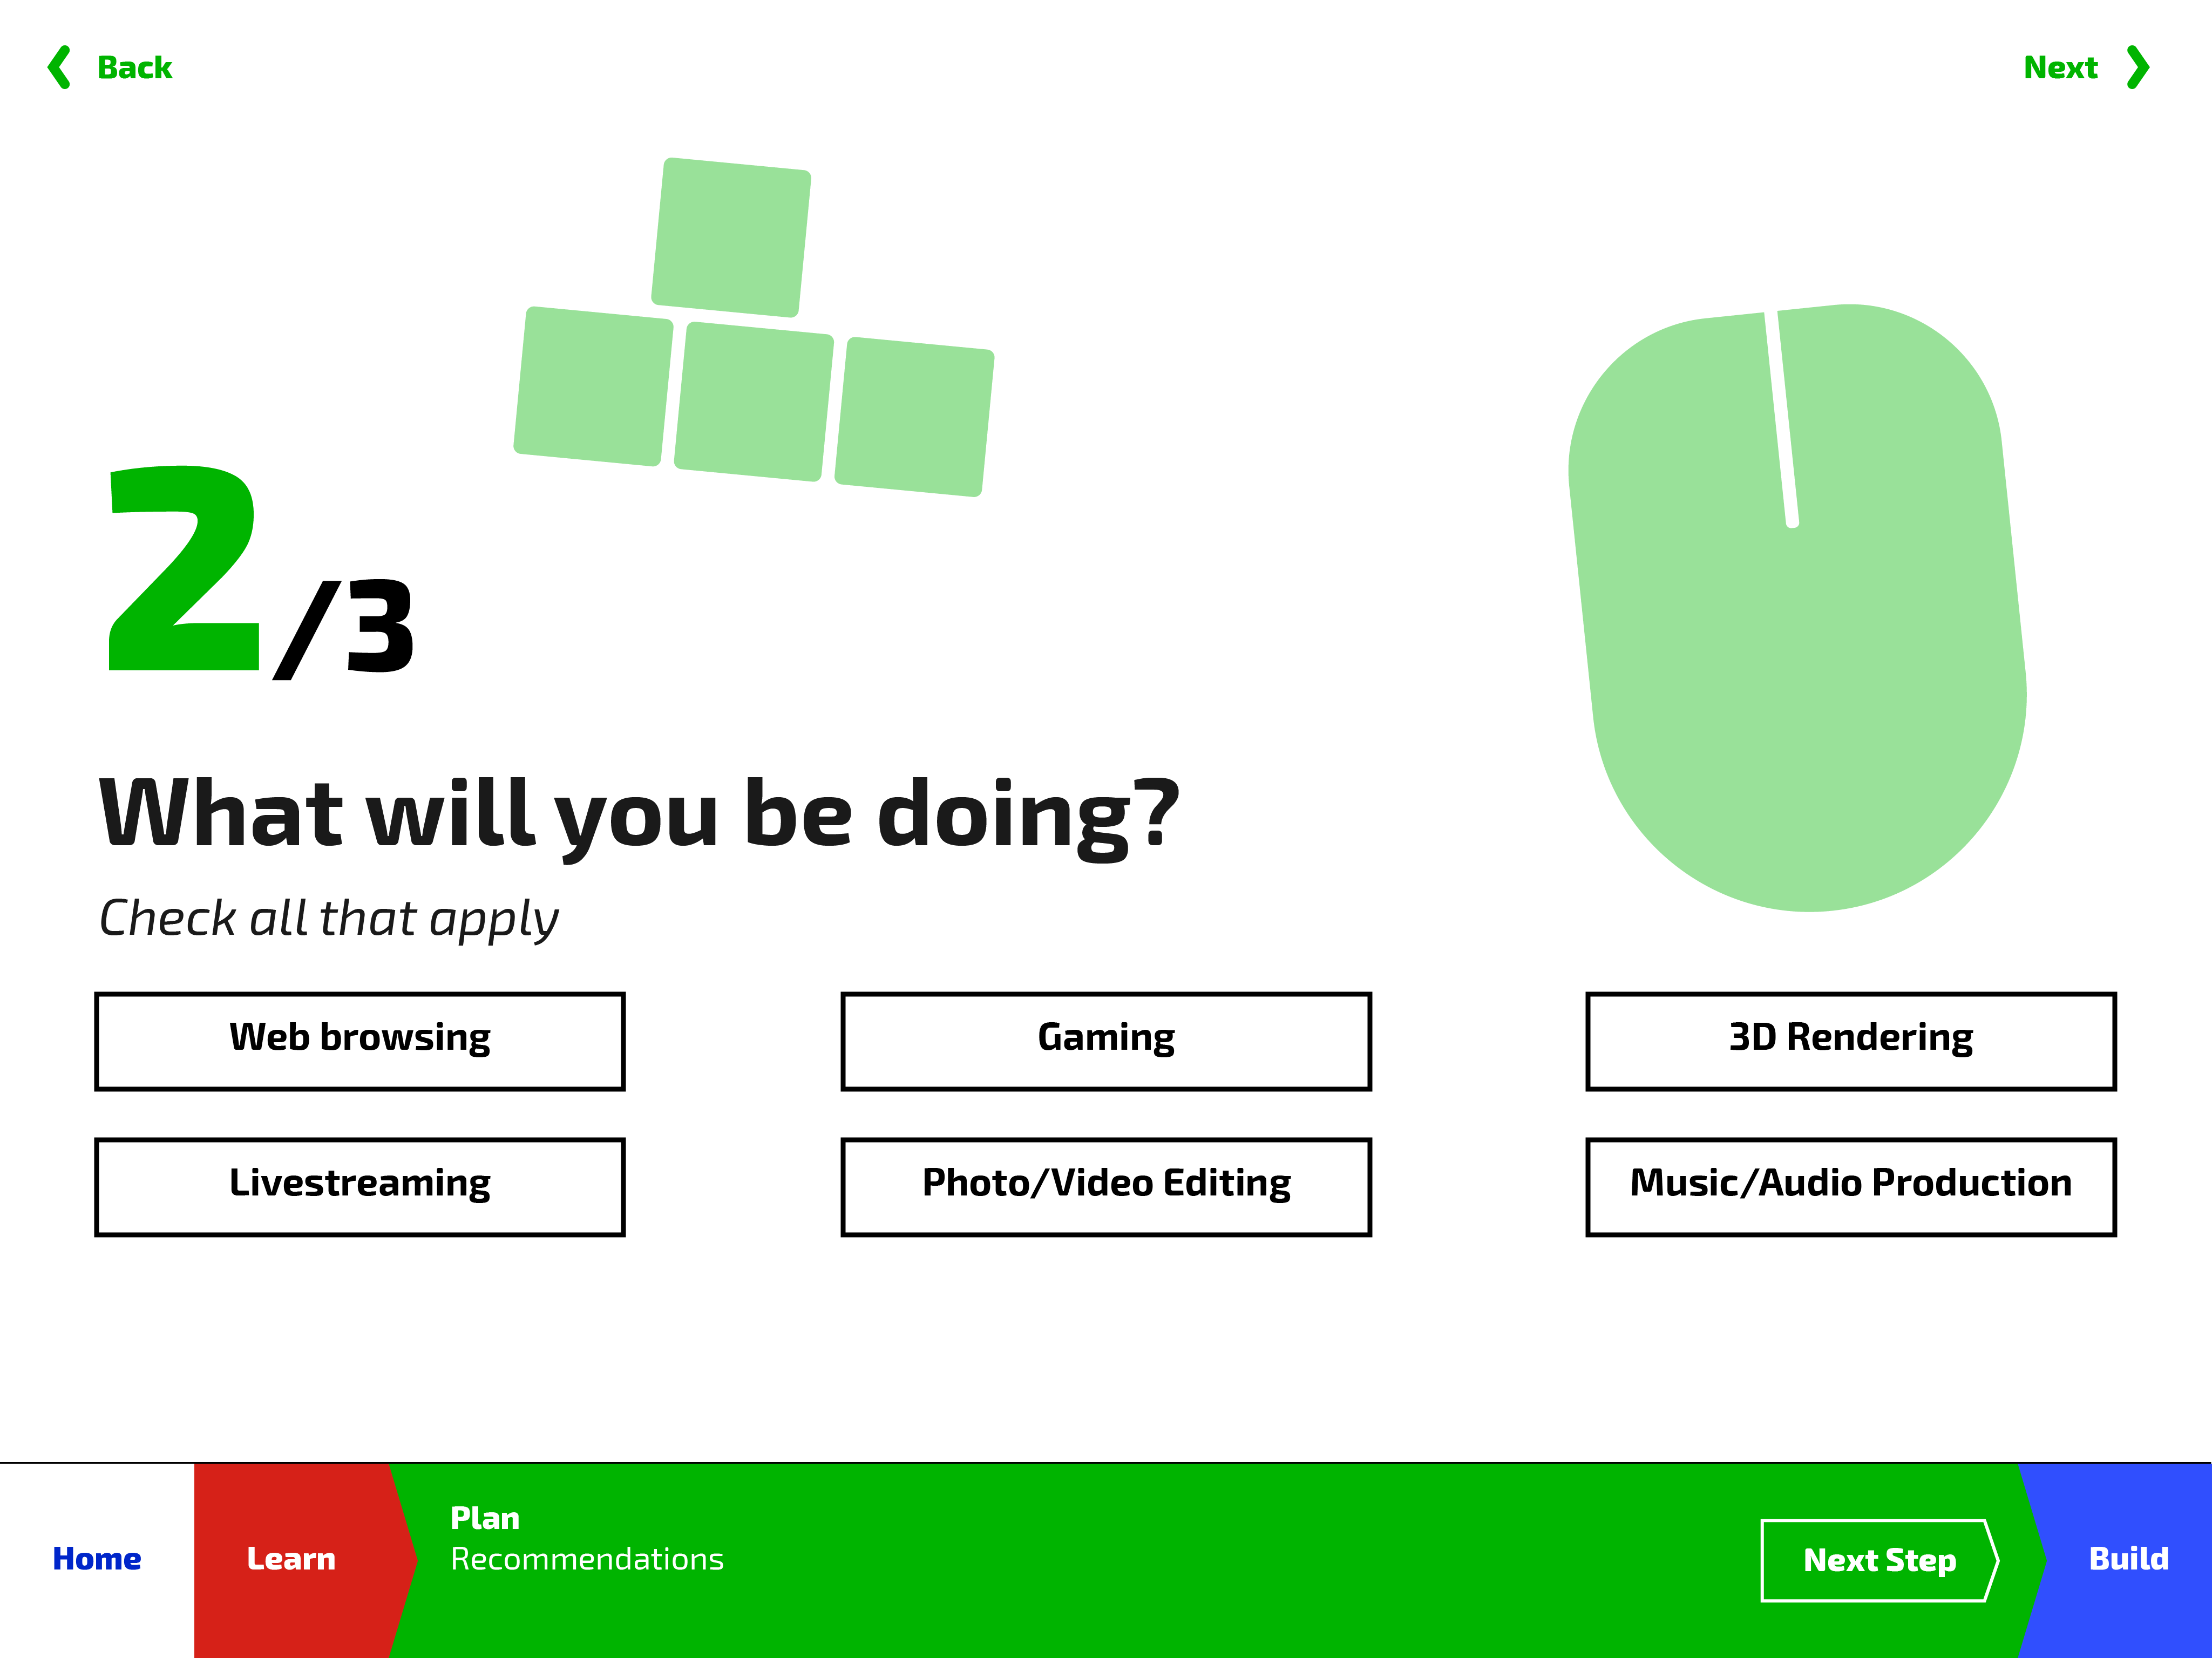 Back
Next
2/3
What will you be doing?
Check all that apply
Web browsing
Gaming
3D Rendering
Livestreaming
Photo/Video Editing
Music/Audio Production
Home
Learn
Plan
Recommendations
Next Step
Build